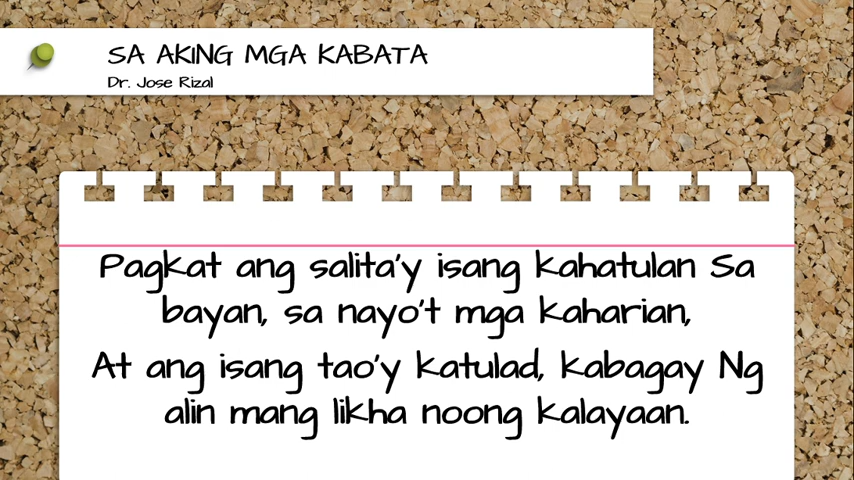 SA AKING MGA KABATA
Dr. Jose Rizal
Pagkat ang salita'y isang kahatulan Sa
bayan, sa nayo't mga kaharian,
At ang isang tao'y katulad, kabagay Ng
alin mang likha noong kalayaan.